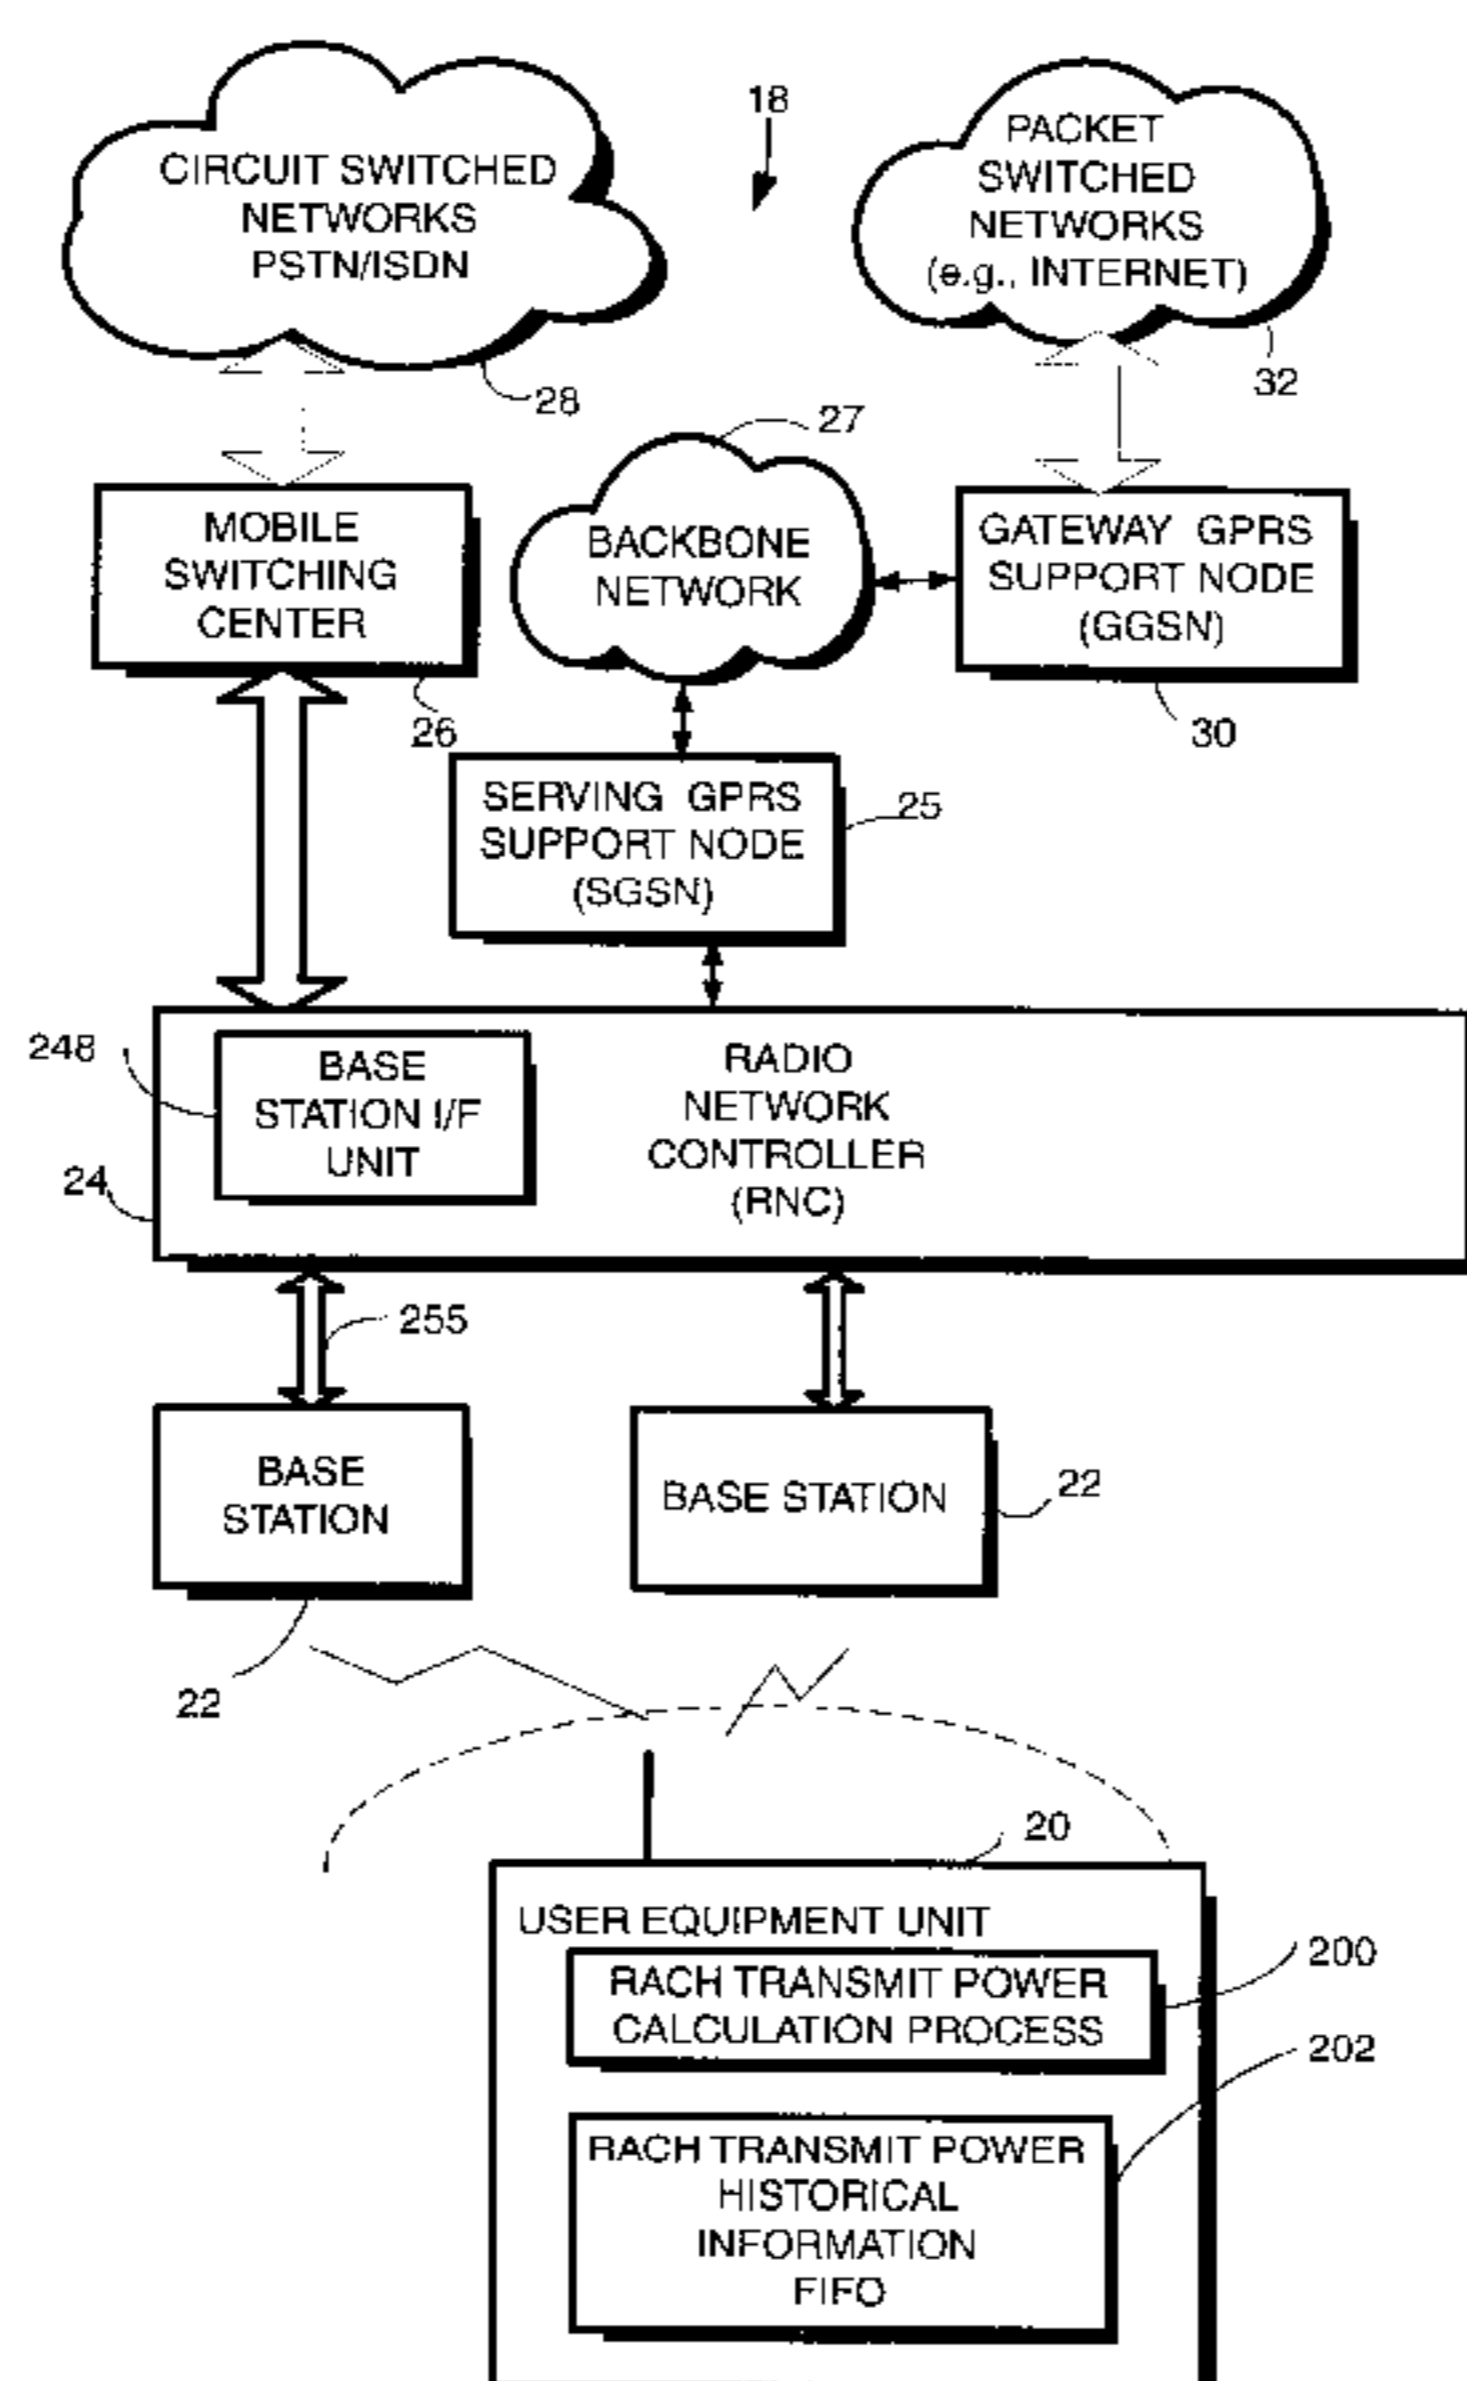 18
CIRCUIT SWITCHED
NETWORKS
PSTN/ISDN
PACKET
SWITCHED
NETWORKS
(e.g., INTERNET)
28
32
27
MOBILE
SWITCHING
CENTER
BACKBONE
NETWORK
GATEWAY GPRS
SUPPORT NODE
(GGSN)
26
30
SERVING GPRS
SUPPORT NODE
(SGSN)
25
248
BASE
STATION I/F
UNIT
RADIO
NETWORK
CONTROLLER
(RNC)
24
255
BASE
STATION
BASE STATION
22
22
20
USER EQUIPMENT UNIT
RACH TRANSMIT POWER
CALCULATION PROCESS
200
202
RACH TRANSMIT POWER
HISTORICAL
INFORMATION
FIFO